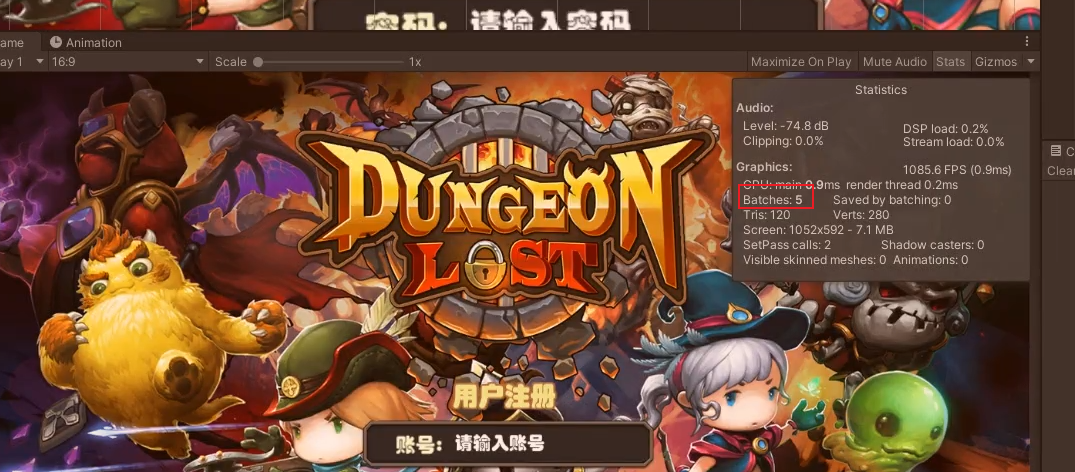 密码: 请输入密码
ame Animation
ay 1 16:9 Scale 1x Maximize On Play Mute Audio Stats Gizmos
Statistics
Audio:
Level: -74.8 dB DSP load: 0.2%
Clipping: 0.0% Stream load: 0.0%
Graphics: 1085.6 FPS (0.9ms)
CPU: main 0.9ms render thread 0.2ms
Batches: 5 Saved by batching: 0
Tris: 120 Verts: 280
Screen: 1052x592 - 7.1 MB
SetPass calls: 2 Shadow casters: 0
Visible skinned meshes: 0 Animations: 0
C
Clear
DUNGEON
LOST
用户注册
账号: 请输入账号